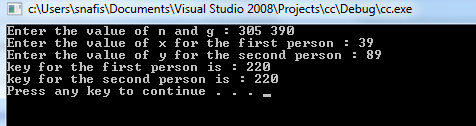 c:\Users\snafis\Documents\Visual Studio 2008\Projects\cc\Debug\cc.exe
Enter the value of n and g : 305 390
Enter the value of x for the first person : 39
Enter the value of y for the second person : 89
key for the first person is : 220
key for the second person is : 220
Press any key to continue . . . _